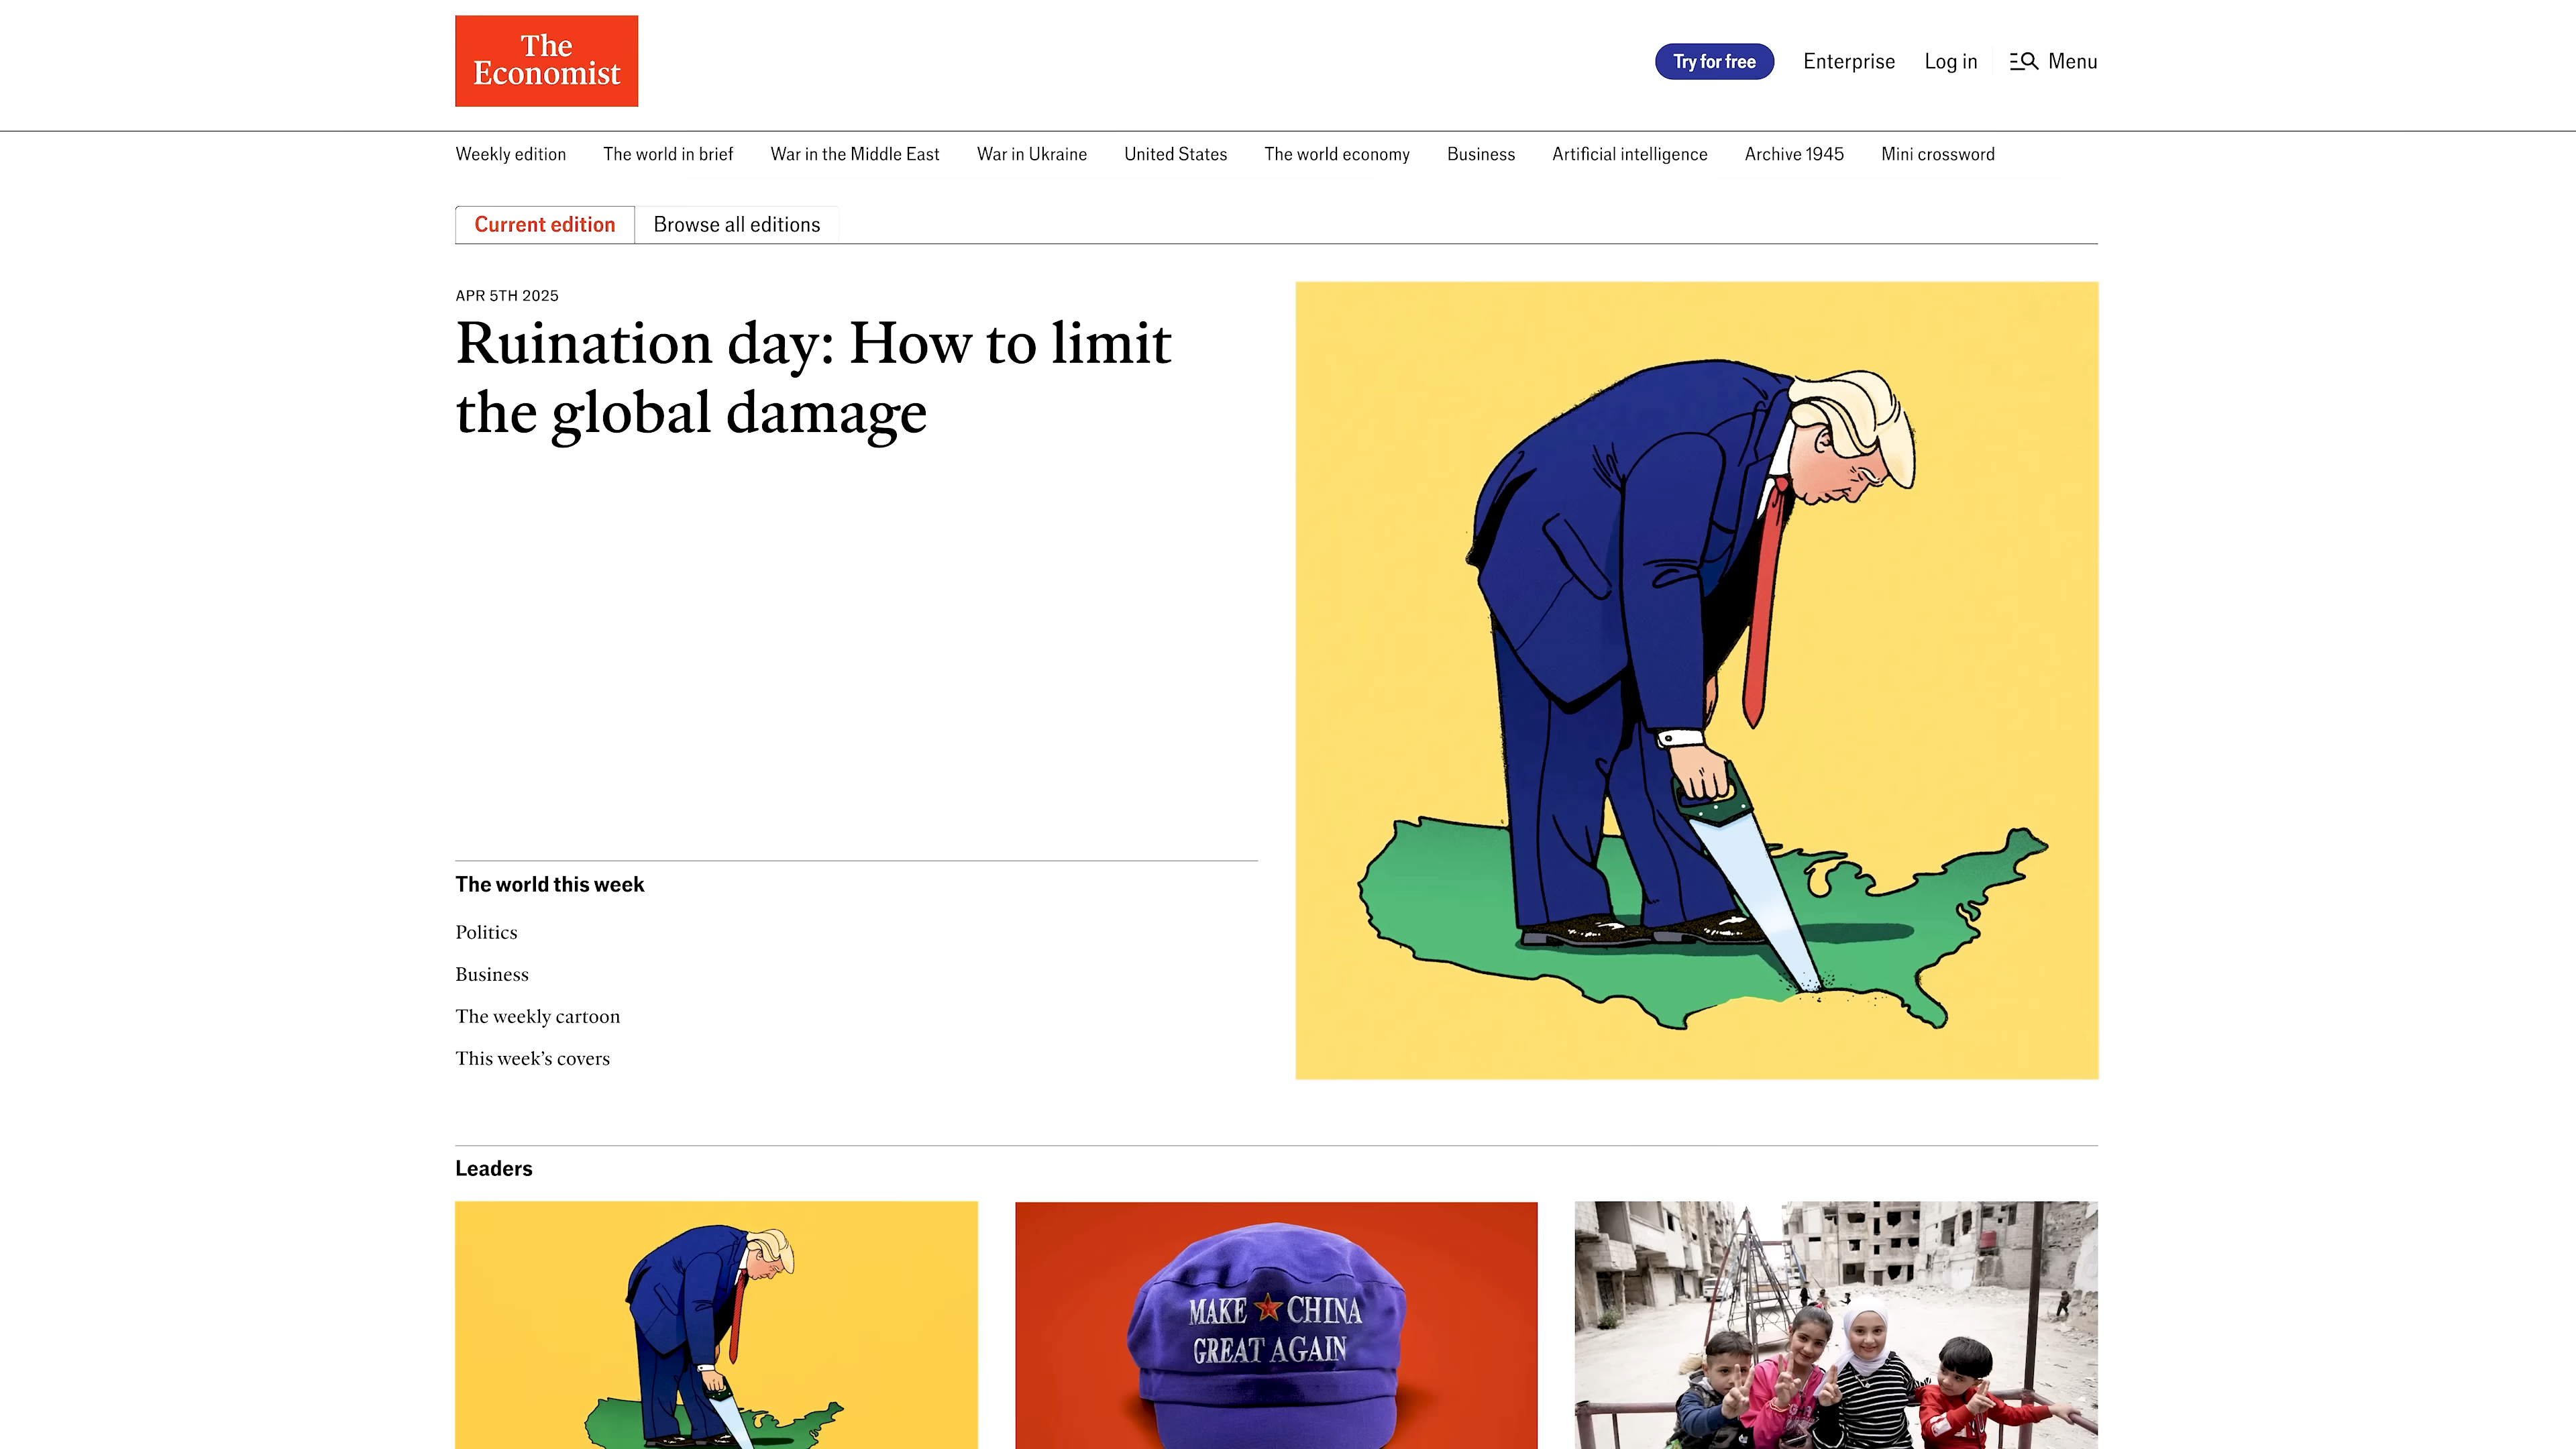 The
Economist
Try for free
Enterprise
Log in
Menu
Weekly edition
The world in brief
War in the Middle East
War in Ukraine
United States
The world economy
Business
Artificial intelligence
Archive 1945
Mini crossword
Current edition
Browse all editions
APR 5TH 2025
Ruination day: How to limit
the global damage
The world this week
Politics
Business
The weekly cartoon
This week’s covers
Leaders
MAKE CHINA
GREAT AGAIN